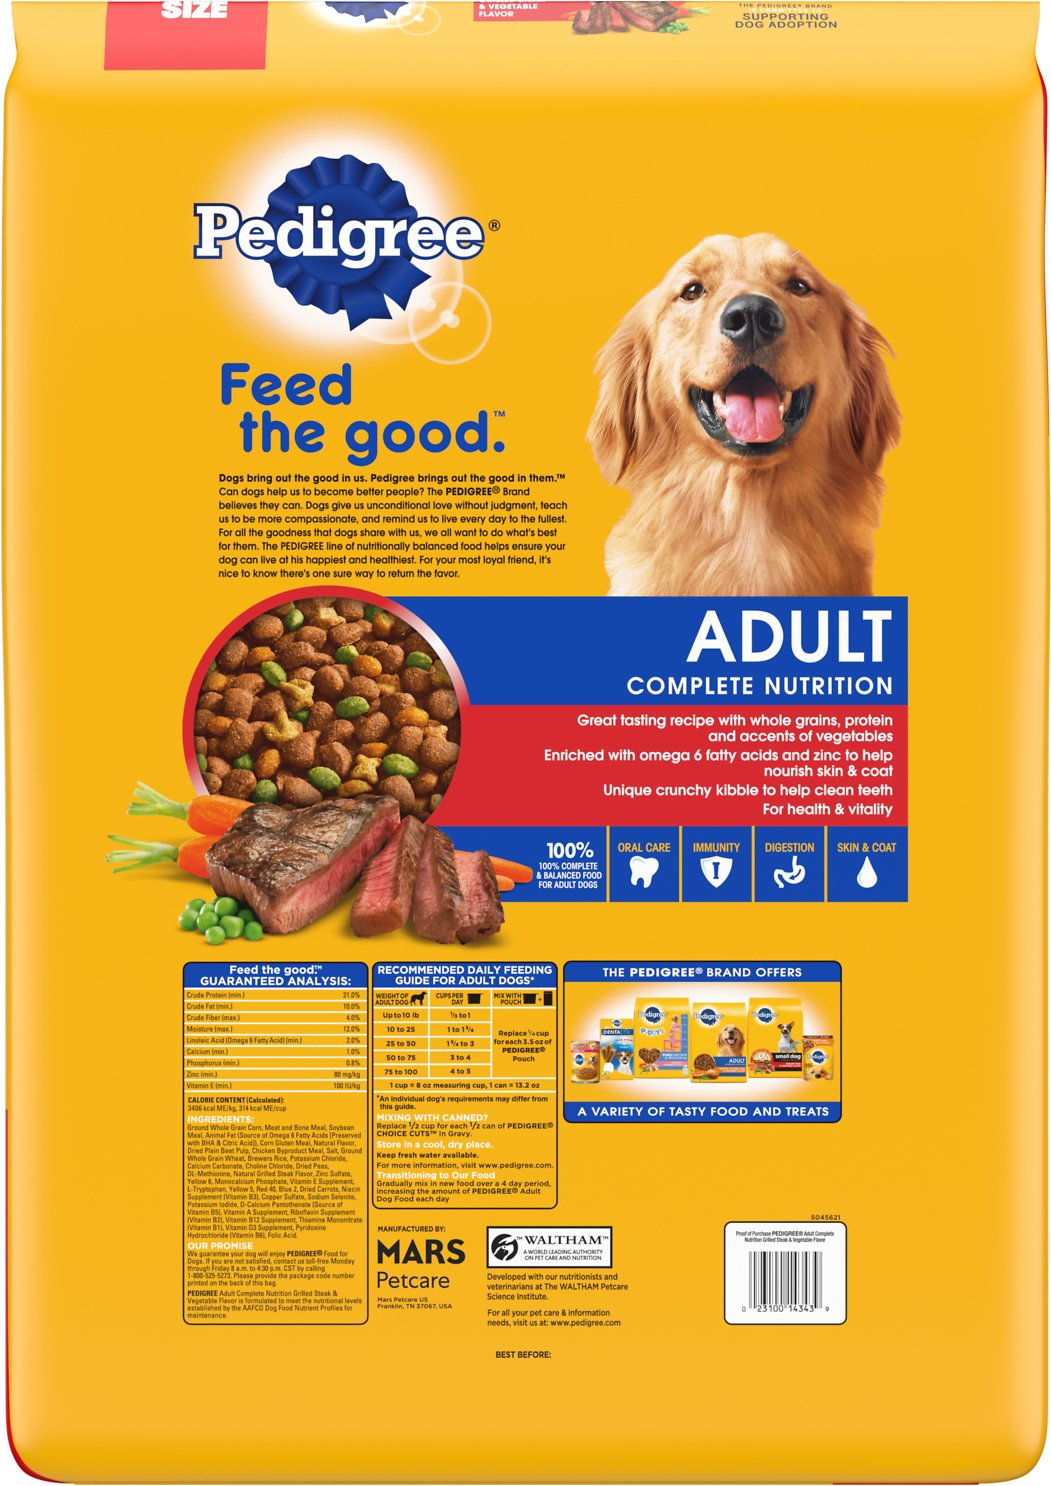 SIZE
& VEGETABLE
FLAVOR
THE PEDIGREE® BRAND
SUPPORTING
DOG ADOPTION
Pedigree®
Feed
the good.™
Dogs bring out the good in us. Pedigree brings out the good in them.™
Can dogs help us to become better people? The PEDIGREE® Brand
believes they can. Dogs give us unconditional love without judgment, teach
us to be more compassionate, and remind us to live every day to the fullest.
For all the goodness that dogs share with us, we all want to do what's best
for them. The PEDIGREE line of nutritionally balanced food helps ensure your
dog can live at his happiest and healthiest. For your most loyal friend, it's
nice to know there's one sure way to return the favor.
ADULT
COMPLETE NUTRITION
Great tasting recipe with whole grains, protein
and accents of vegetables
Enriched with omega 6 fatty acids and zinc to help
nourish skin & coat
Unique crunchy kibble to help clean teeth
For health & vitality
100%
100% COMPLETE
& BALANCED FOOD
FOR ADULT DOGS
ORAL CARE
IMMUNITY
I
DIGESTION
SKIN & COAT
Feed the good.™
GUARANTEED ANALYSIS:
Crude Protein (min.) 21.0%
Crude Fat (min.) 10.0%
Crude Fiber (max.) 4.0%
Moisture (max.) 12.0%
Linoleic Acid (Omega 6 Fatty Acid) (min.) 2.0%
Calcium (min.) 1.0%
Phosphorus (min.) 0.8%
Zinc (min.) 80 mg/kg
Vitamin E (min.) 100 IU/kg
CALORIE CONTENT (Calculated):
3406 kcal ME/kg, 314 kcal ME/cup
INGREDIENTS:
Ground Whole Grain Corn, Meat and Bone Meal, Soybean
Meal, Animal Fat (Source of Omega 6 Fatty Acids [Preserved
with BHA & Citric Acid]), Corn Gluten Meal, Natural Flavor,
Dried Plain Beet Pulp, Chicken Byproduct Meal, Salt, Ground
Whole Grain Wheat, Brewers Rice, Potassium Chloride,
Calcium Carbonate, Choline Chloride, Dried Peas,
DL-Methionine, Natural Grilled Steak Flavor, Zinc Sulfate,
Yellow 6, Monocalcium Phosphate, Vitamin E Supplement,
L-Tryptophan, Yellow 5, Red 40, Blue 2, Dried Carrots, Niacin
Supplement (Vitamin B3), Copper Sulfate, Sodium Selenite,
Potassium Iodide, D-Calcium Pantothenate (Source of
Vitamin B5), Vitamin A Supplement, Riboflavin Supplement
(Vitamin B2), Vitamin B12 Supplement, Thiamine Mononitrate
(Vitamin B1), Vitamin D3 Supplement, Pyridoxine
Hydrochloride (Vitamin B6), Folic Acid.
OUR PROMISE
We guarantee your dog will enjoy PEDIGREE® Food for
Dogs. If you are not satisfied, contact us toll-free Monday
through Friday 8 a.m. to 4:30 p.m. CST by calling
1-800-525-5273. Please provide the package code number
printed on the back of this bag.
PEDIGREE Adult Complete Nutrition Grilled Steak &
Vegetable Flavor is formulated to meet the nutritional levels
established by the AAFCO Dog Food Nutrient Profiles for
maintenance.
RECOMMENDED DAILY FEEDING
GUIDE FOR ADULT DOGS*
WEIGHT OF
ADULT DOG
CUPS PER
DAY
MIX WITH
POUCH
+
Up to 10 lb 1/3 to 1
10 to 25 1 to 1 3/4
25 to 50 1 3/4 to 3
50 to 75 3 to 4
75 to 100 4 to 5
Replace 1/4 cup
for each 3.5 oz of
PEDIGREE®
Pouch
1 cup = 8 oz measuring cup, 1 can = 13.2 oz
*An individual dog's requirements may differ from
this guide.
MIXING WITH CANNED?
Replace 1/2 cup for each 1/2 can of PEDIGREE®
CHOICE CUTS™ in Gravy.
Store in a cool, dry place.
Keep fresh water available.
For more information, visit www.pedigree.com.
Transitioning to Our Food
Gradually mix in new food over a 4 day period,
increasing the amount of PEDIGREE® Adult
Dog Food each day
THE PEDIGREE® BRAND OFFERS
DENTASTIX
Pedigree
Puppy
Pedigree
ADULT
Pedigree
small dog
Pedigree
A VARIETY OF TASTY FOOD AND TREATS
MANUFACTURED BY:
MARS
Petcare
Mars Petcare US
Franklin, TN 37067, USA
WALTHAM™
A WORLD LEADING AUTHORITY
ON PET CARE AND NUTRITION
Developed with our nutritionists and
veterinarians at The WALTHAM Petcare
Science Institute.
For all your pet care & information
needs, visit us at: www.pedigree.com
BEST BEFORE:
S045621
Proof of Purchase PEDIGREE® Adult Complete
Nutrition Grilled Steak & Vegetable Flavor
0 23100 14343 9